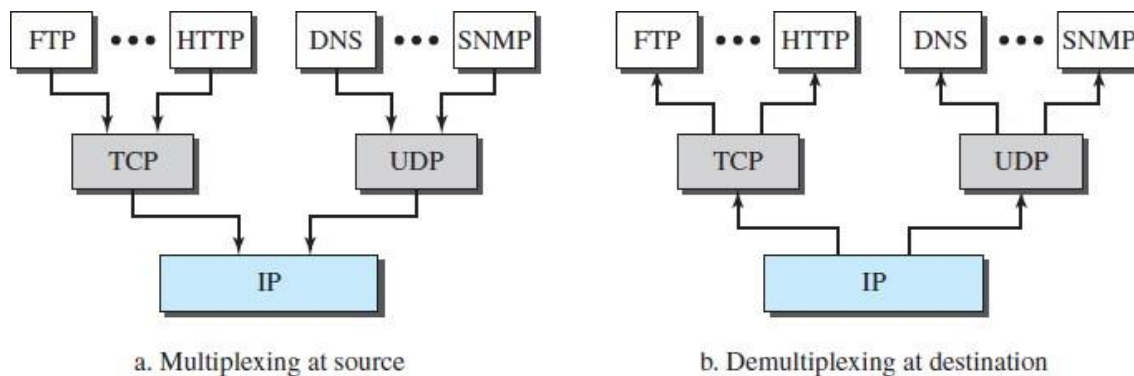 FTP ••• HTTP DNS ••• SNMP
TCP UDP
IP
a. Multiplexing at source
FTP ••• HTTP DNS ••• SNMP
TCP UDP
IP
b. Demultiplexing at destination